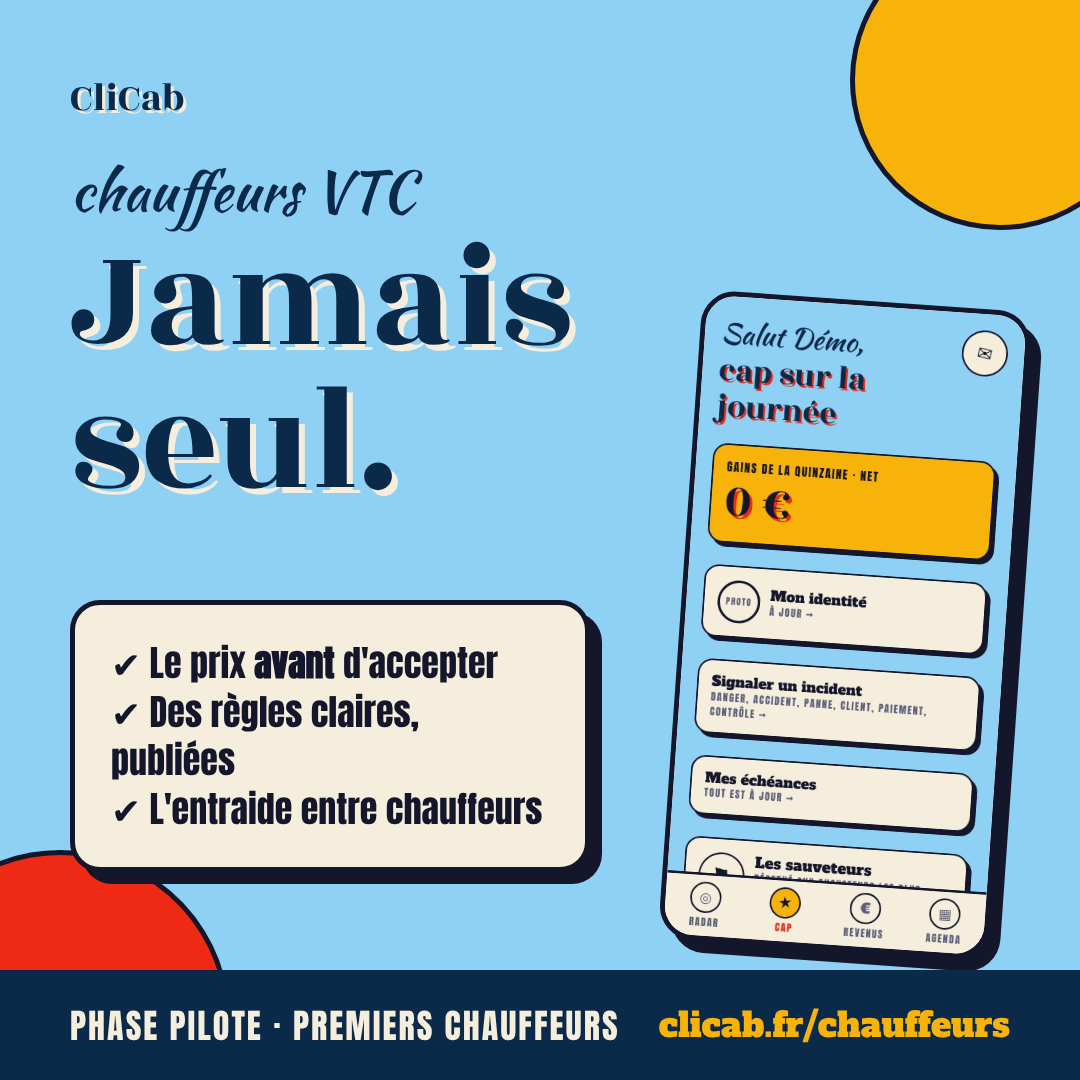 CliCab
chauffeurs VTC
Jamais
seul.
✔ Le prix avant d'accepter
✔ Des règles claires,
publiées
✔ L'entraide entre chauffeurs
Salut Démo,
cap sur la
journée
GAINS DE LA QUINZAINE · NET
0 €
PHOTO
Mon identité
À JOUR →
Signaler un incident
DANGER, ACCIDENT, PANNE, CLIENT, PAIEMENT,
CONTRÔLE →
Mes échéances
TOUT EST À JOUR →
Les sauveteurs
RADAR
CAP
REVENUS
AGENDA
PHASE PILOTE · PREMIERS CHAUFFEURS
clicab.fr/chauffeurs